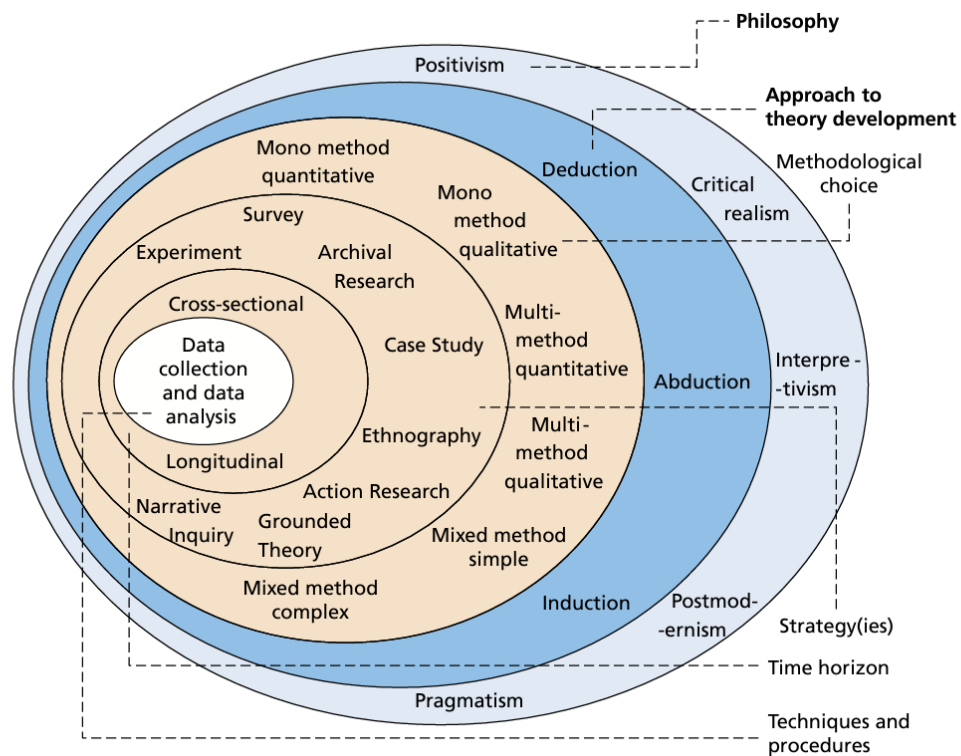 Philosophy
Positivism
Approach to
theory development
Mono method
quantitative
Deduction
Methodological
choice
Critical
realism
Mono
method
qualitative
Survey
Experiment
Archival
Research
Cross-sectional
Multi-
method
quantitative
Data
collection
and data
analysis
Case Study
Interpre-
-tivism
Abduction
Ethnography
Multi-
method
qualitative
Longitudinal
Action Research
Narrative
Inquiry
Grounded
Theory
Mixed method
simple
Mixed method
complex
Induction
Postmod-
-ernism
Strategy(ies)
Time horizon
Pragmatism
Techniques and
procedures